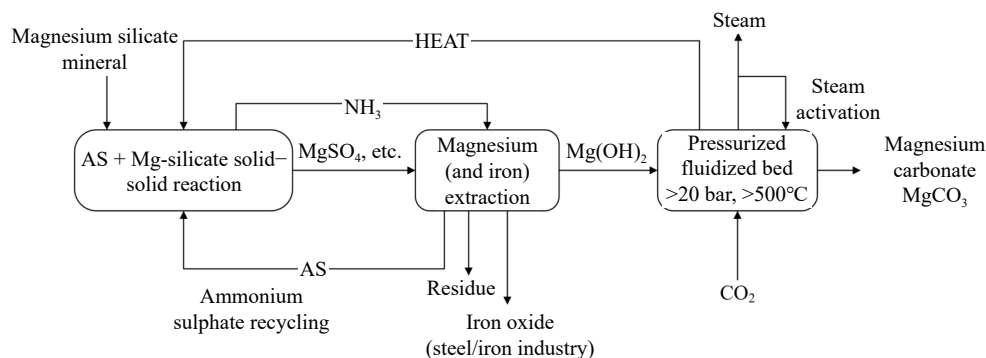 Steam
Magnesium silicate
mineral
HEAT
Steam
activation
NH₃
AS + Mg-silicate solid–
solid reaction
MgSO₄, etc.
Magnesium
(and iron)
extraction
Mg(OH)₂
Pressurized
fluidized bed
>20 bar, >500℃
Magnesium
carbonate
MgCO₃
AS
Ammonium
sulphate recycling
Residue
Iron oxide
(steel/iron industry)
CO₂